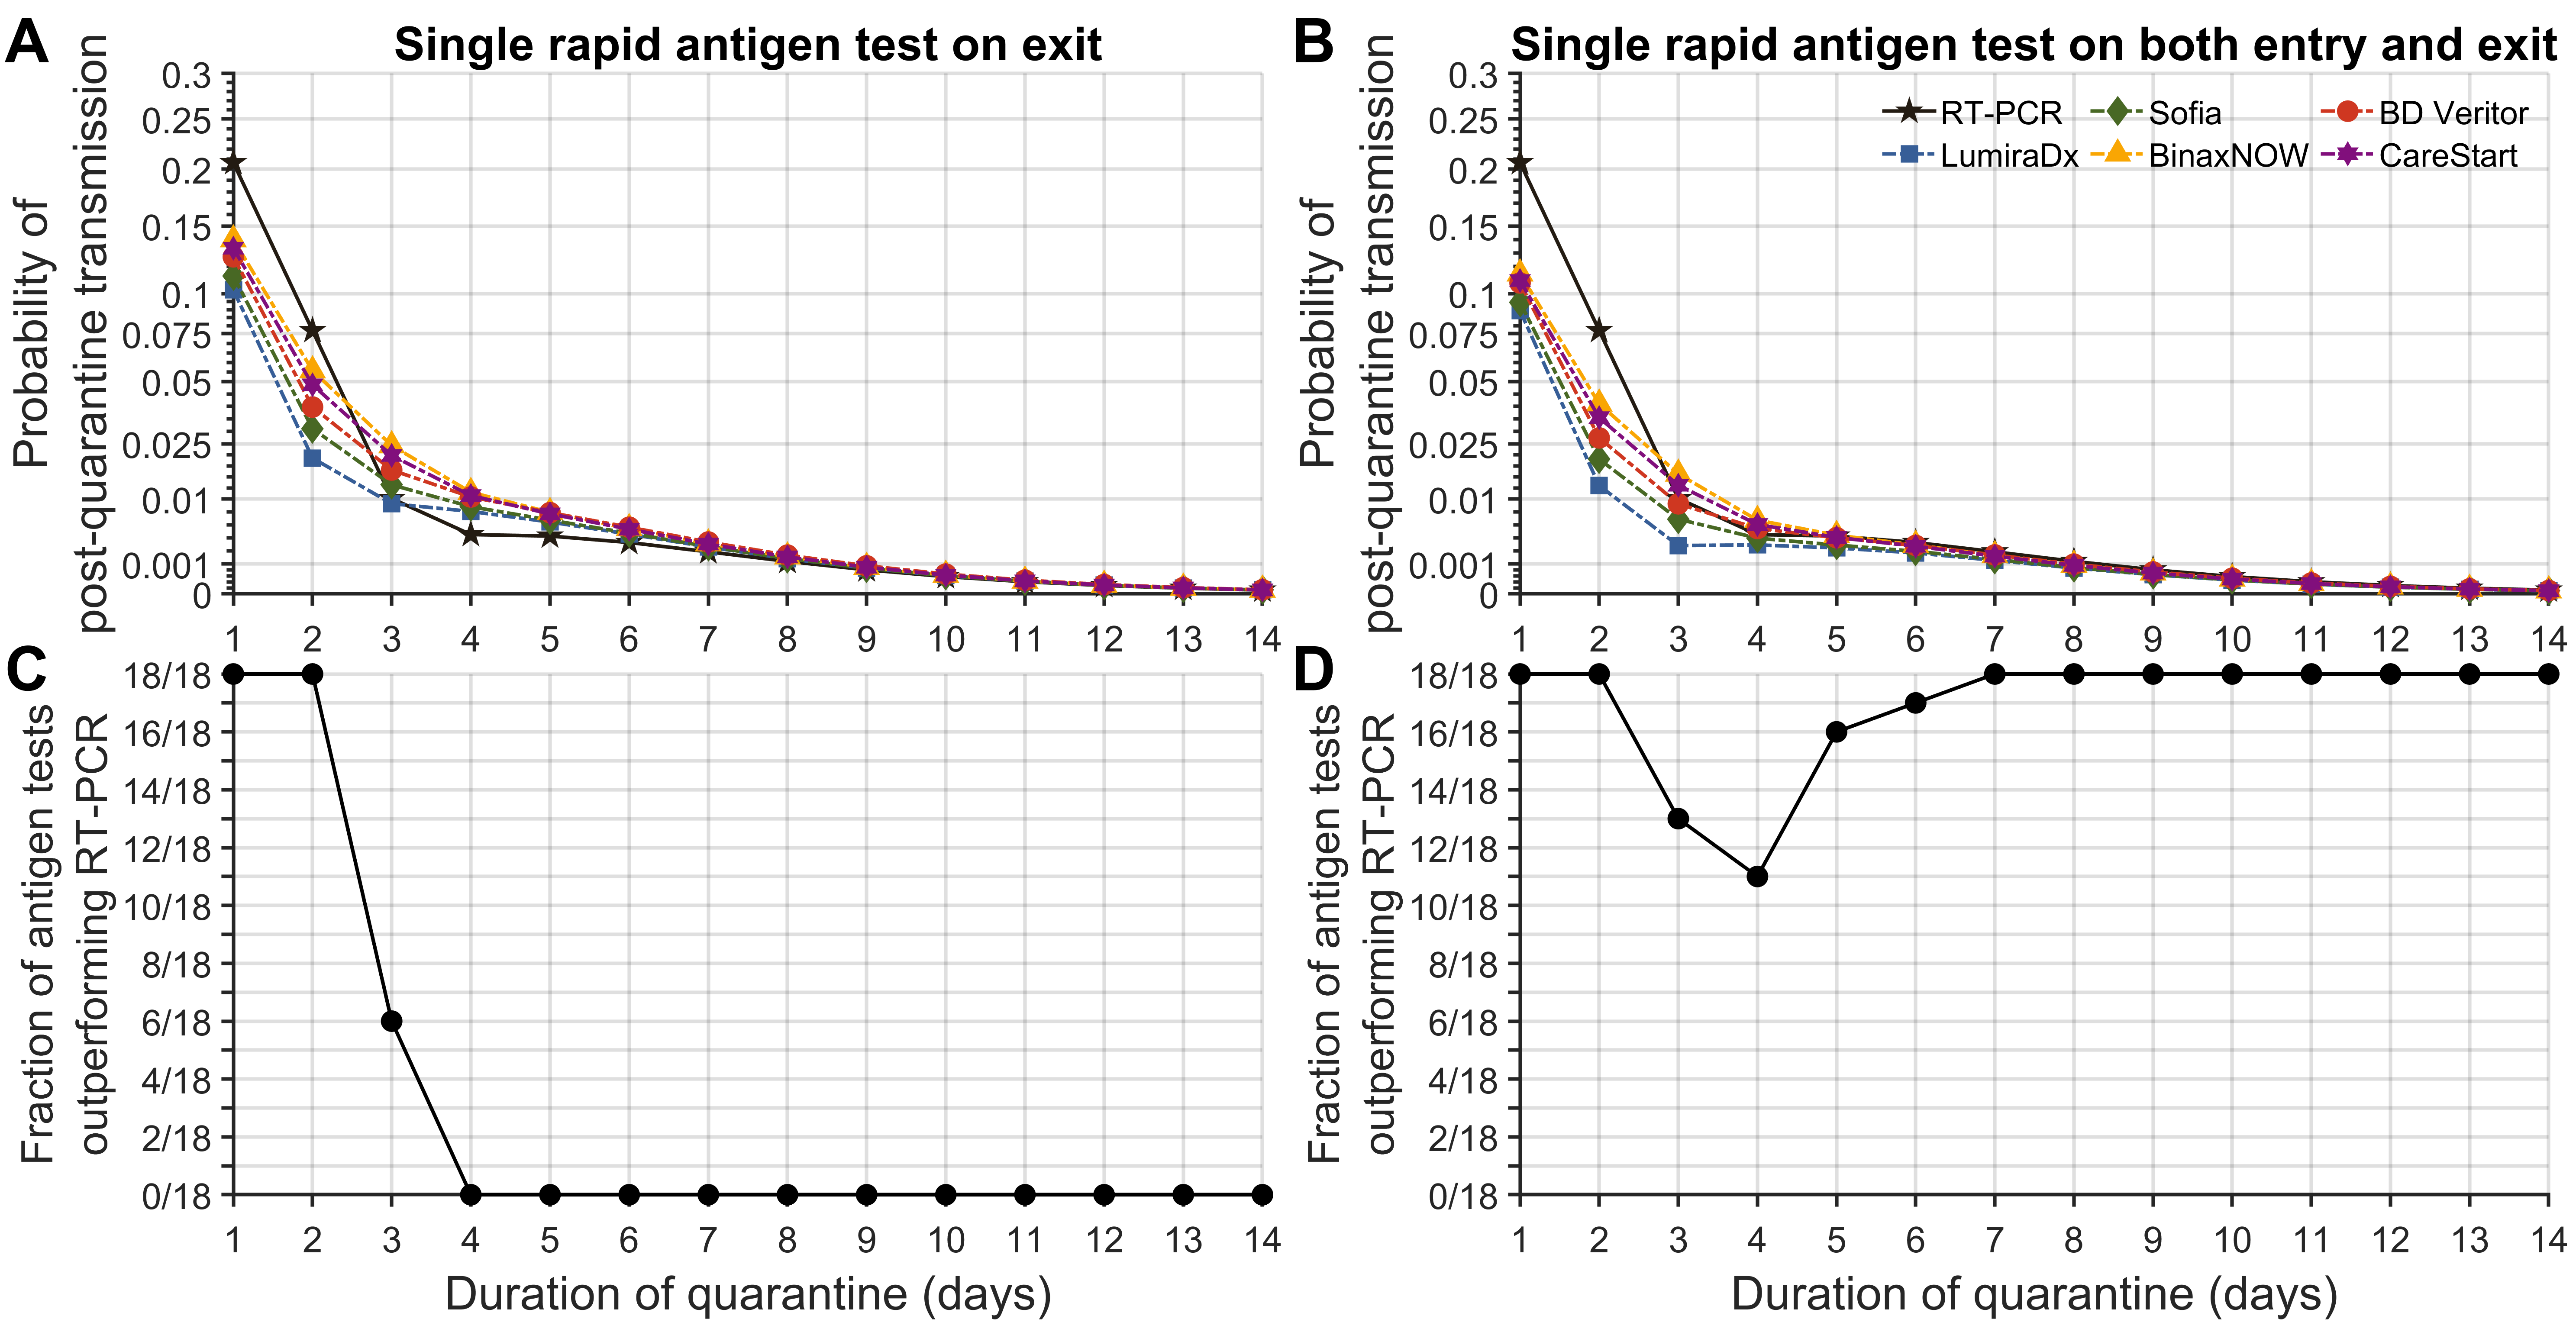 A
Single rapid antigen test on exit
Probability of
post-quarantine transmission
0.3
0.25
0.2
0.15
0.1
0.075
0.05
0.025
0.01
0.001
0
1 2 3 4 5 6 7 8 9 10 11 12 13 14
B
Single rapid antigen test on both entry and exit
Probability of
post-quarantine transmission
0.3
0.25
0.2
0.15
0.1
0.075
0.05
0.025
0.01
0.001
0
RT-PCR Sofia BD Veritor
LumiraDx BinaxNOW CareStart
1 2 3 4 5 6 7 8 9 10 11 12 13 14
C
Fraction of antigen tests
outperforming RT-PCR
18/18
16/18
14/18
12/18
10/18
8/18
6/18
4/18
2/18
0/18
1 2 3 4 5 6 7 8 9 10 11 12 13 14
Duration of quarantine (days)
D
Fraction of antigen tests
outperforming RT-PCR
18/18
16/18
14/18
12/18
10/18
8/18
6/18
4/18
2/18
0/18
1 2 3 4 5 6 7 8 9 10 11 12 13 14
Duration of quarantine (days)